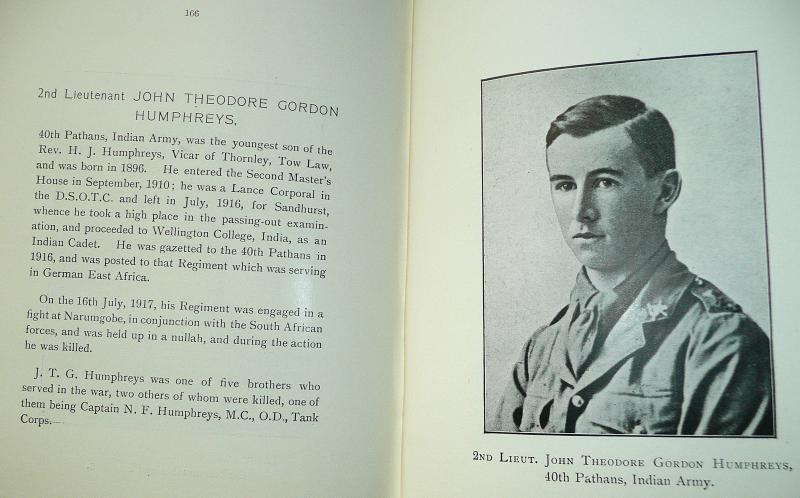 166
2nd Lieutenant JOHN THEODORE GORDON
HUMPHREYS,
40th Pathans, Indian Army, was the youngest son of the
Rev. H. J. Humphreys, Vicar of Thornley, Tow Law,
and was born in 1896. He entered the Second Master's
House in September, 1910; he was a Lance Corporal in
the D.S.O.T.C. and left in July, 1916, for Sandhurst,
whence he took a high place in the passing-out examin-
ation, and proceeded to Wellington College, India, as an
Indian Cadet. He was gazetted to the 40th Pathans in
1916, and was posted to that Regiment which was serving
in German East Africa.
On the 16th July, 1917, his Regiment was engaged in a
fight at Narumgobe, in conjunction with the South African
forces, and was held up in a nullah, and during the action
he was killed.
J. T. G. Humphreys was one of five brothers who
served in the war, two others of whom were killed, one of
them being Captain N. F. Humphreys, M.C., O.D., Tank
Corps.
2ND LIEUT. JOHN THEODORE GORDON HUMPHREYS,
40th Pathans, Indian Army.